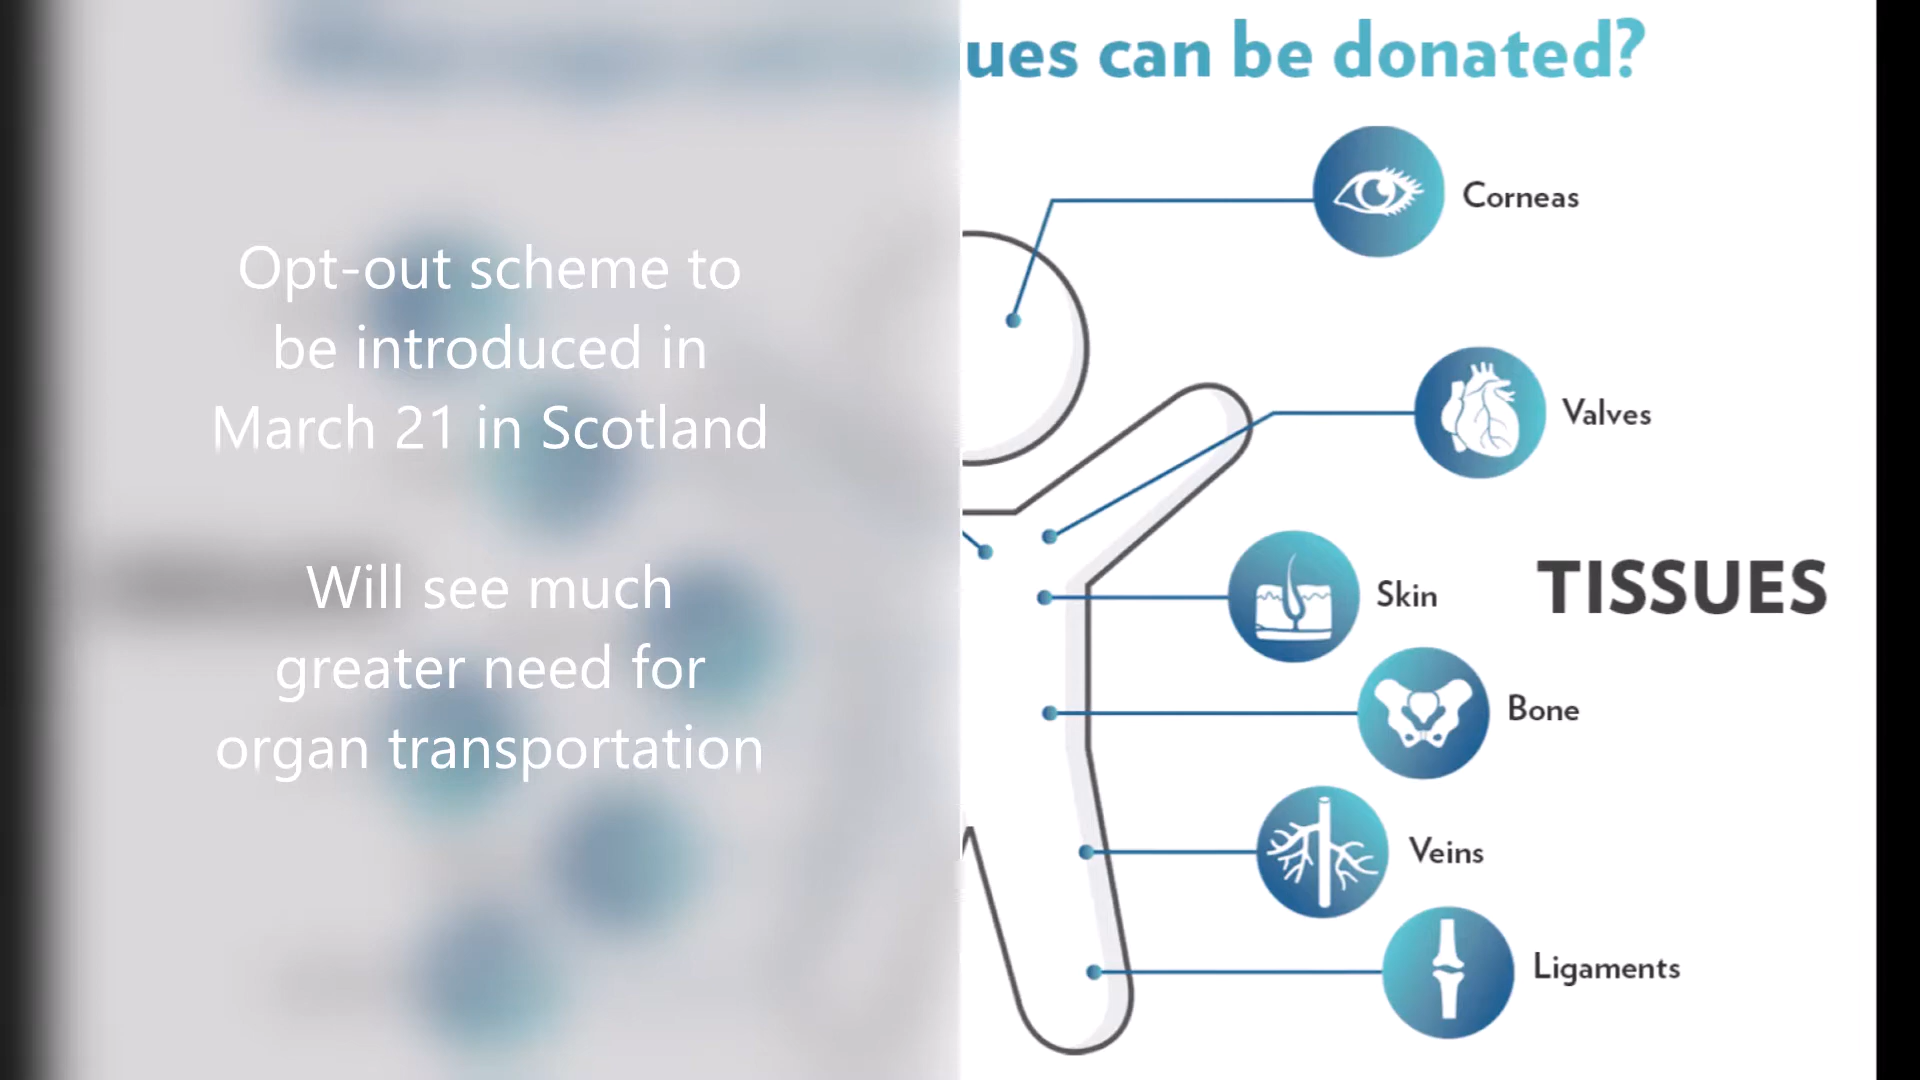 ues can be donated?
Opt-out scheme to
be introduced in
March 21 in Scotland
Will see much
greater need for
organ transportation
Corneas
Valves
Skin
TISSUES
Bone
Veins
Ligaments